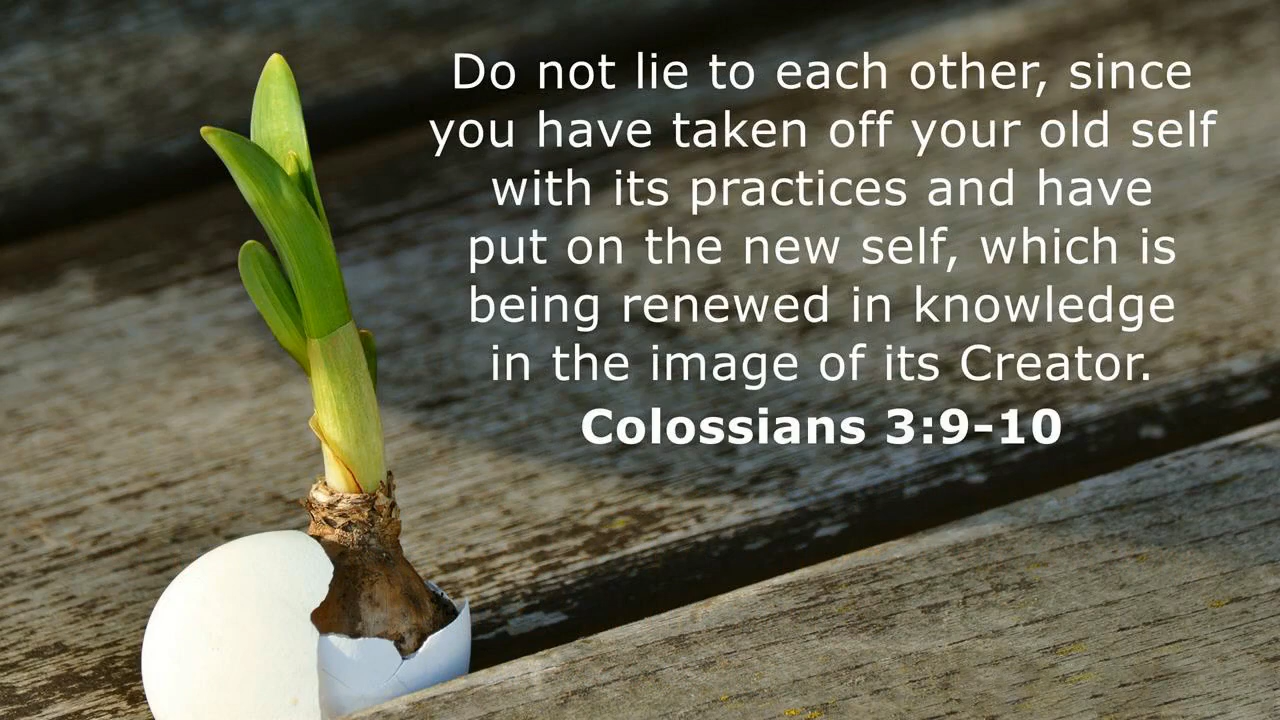 Do not lie to each other, since
you have taken off your old self
with its practices and have
put on the new self, which is
being renewed in knowledge
in the image of its Creator.
Colossians 3:9-10